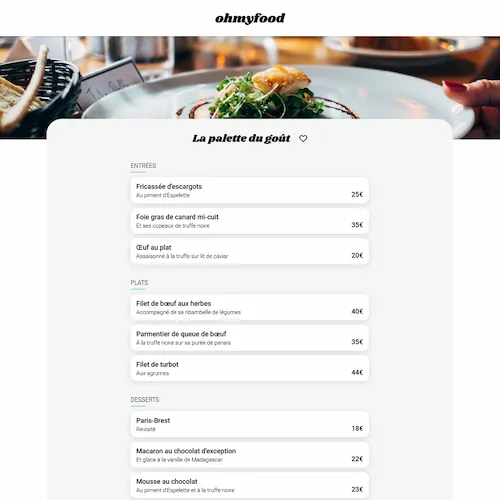 ohmyfood
La palette du goût
ENTRÉES
Fricassée d'escargots
Au piment d'Espelette
25€
Foie gras de canard mi-cuit
Et ses copeaux de truffe noire
35€
Œuf au plat
Assaisonné à la truffe sur lit de caviar
20€
PLATS
Filet de bœuf aux herbes
Accompagné de sa ribambelle de légumes
40€
Parmentier de queue de bœuf
À la truffe noire sur sa purée de panais
35€
Filet de turbot
Aux agrumes
44€
DESSERTS
Paris-Brest
Revisité
18€
Macaron au chocolat d'exception
Et glace à la vanille de Madagascar
22€
Mousse au chocolat
Au piment d'Espelette et à la truffe noire
23€